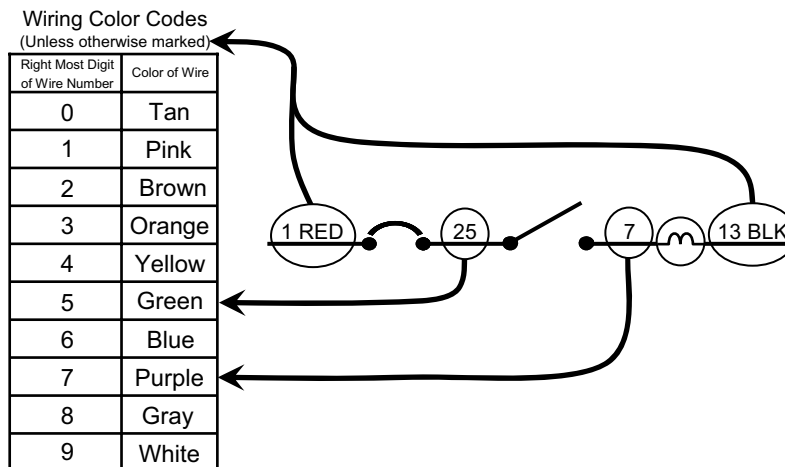 Wiring Color Codes
(Unless otherwise marked)
Right Most Digit of Wire Number
Color of Wire
0 Tan
1 Pink
2 Brown
3 Orange
4 Yellow
5 Green
6 Blue
7 Purple
8 Gray
9 White
1 RED
25
7
13 BLK